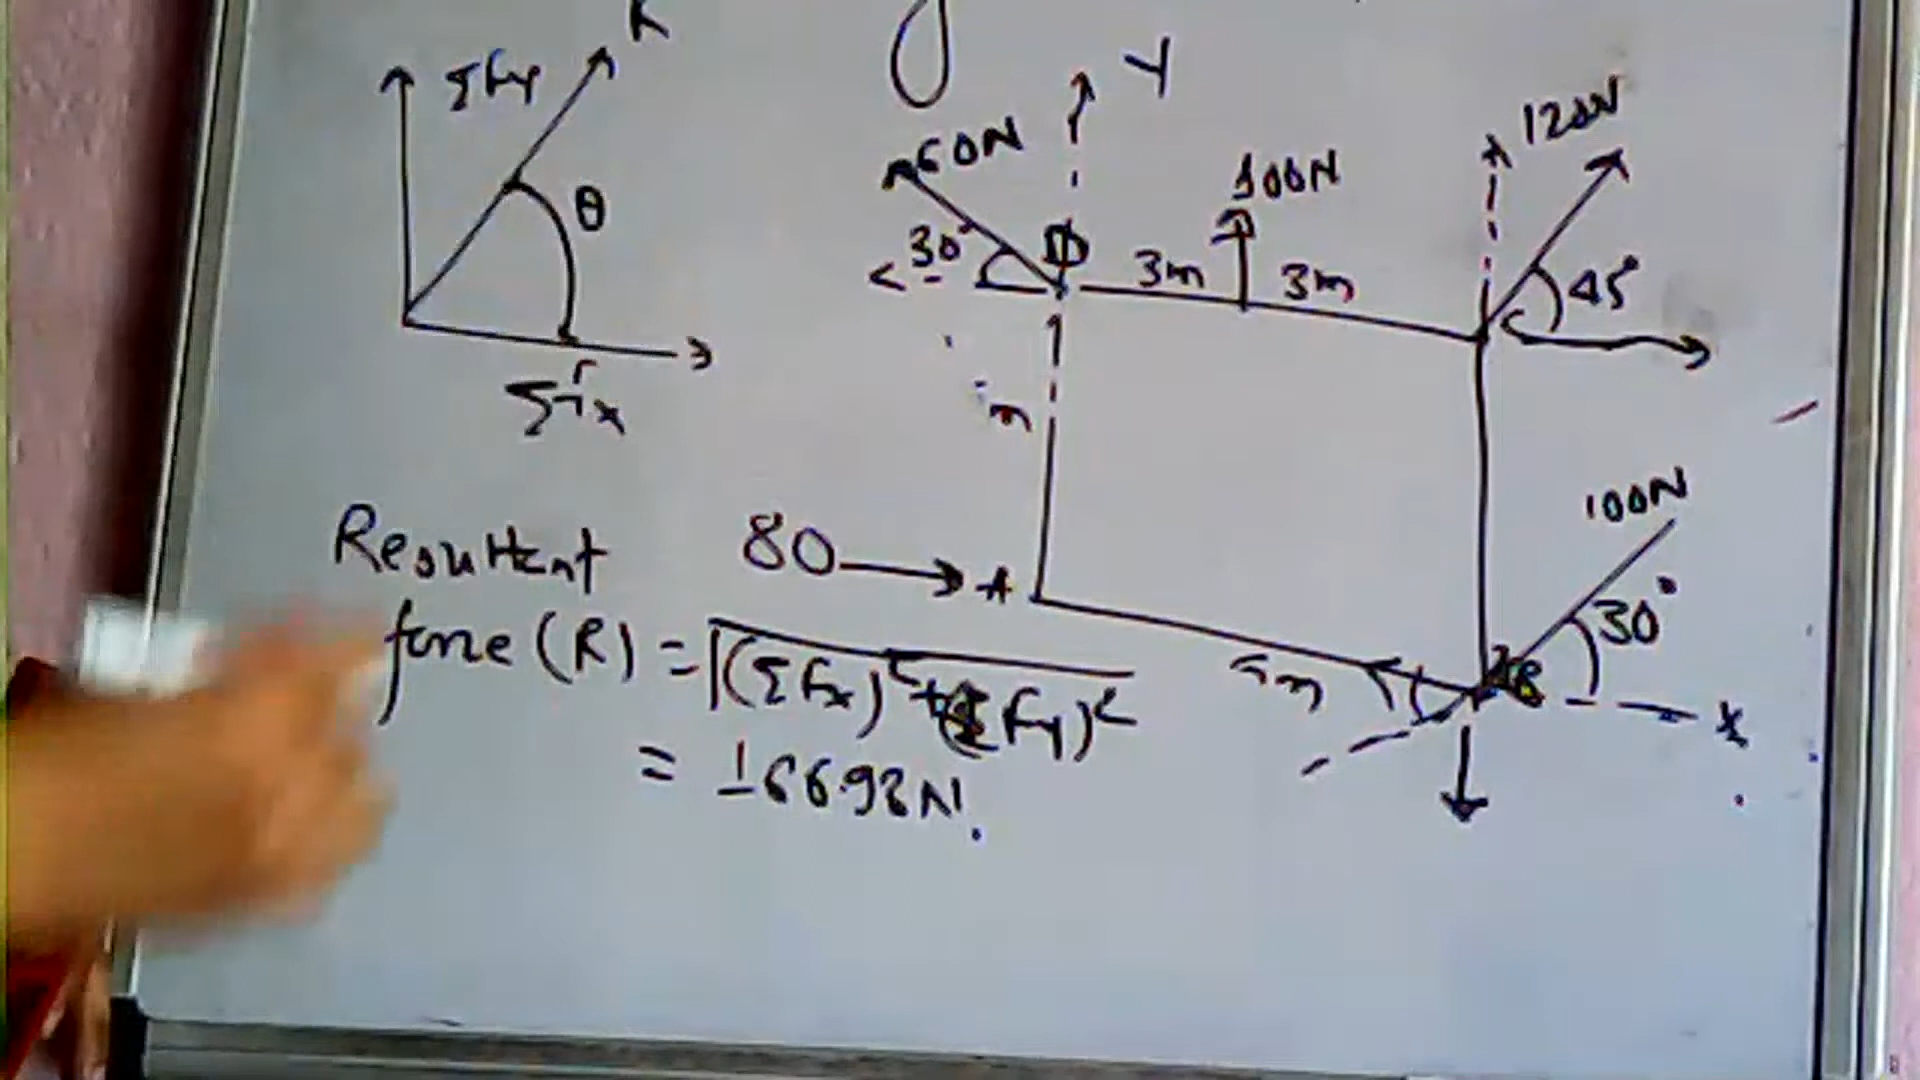 R
ΣFy
θ
ΣFx
Y
60N
30°
D
3m
100N
3m
120N
45°
m
80 → A
100N
30°
B
m
x
Resultant
force (R) = √(ΣFx)² + (ΣFy)²
= 166.98N.